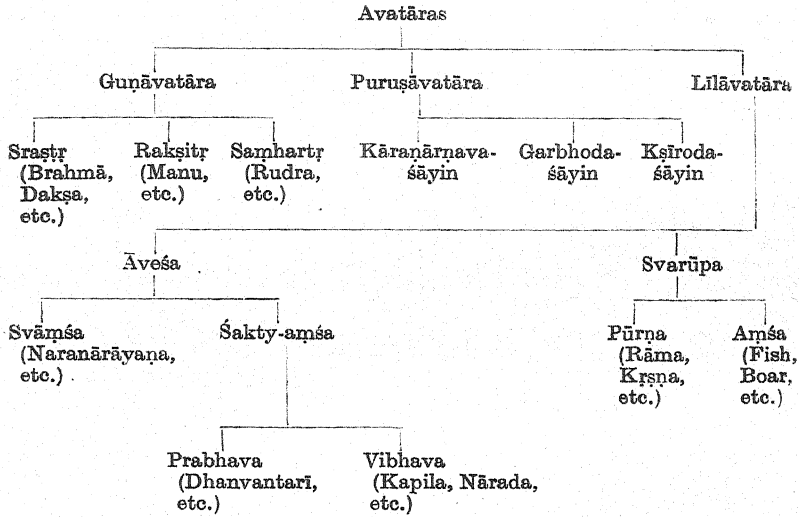 Avatāras
Guṇāvatāra Puruṣāvatāra Līlāvatāra
Sraṣṭṛ
(Brahmā,
Dakṣa,
etc.)
Rakṣitṛ
(Manu,
etc.)
Saṃhartṛ
(Rudra,
etc.)
Kāraṇārṇava-
śāyin
Garbhoda-
śāyin
Kṣīroda-
śāyin
Āveśa Svarūpa
Svāṃśa
(Naranārāyaṇa,
etc.)
Śakty-aṃśa
Pūrṇa
(Rāma,
Kṛṣṇa,
etc.)
Aṃśa
(Fish,
Boar,
etc.)
Prabhava
(Dhanvantarī,
etc.)
Vibhava
(Kapila, Nārada,
etc.)